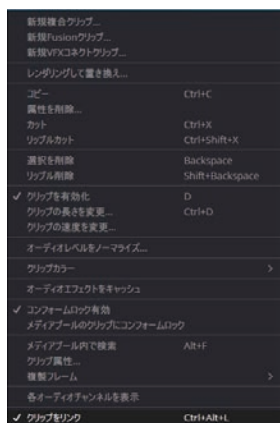 新規複合クリップ...
新規Fusionクリップ...
新規VFXコネクトクリップ...
レンダリングして置き換え...
コピー Ctrl+C
属性を削除...
カット Ctrl+X
リップルカット Ctrl+Shift+X
選択を削除 Backspace
リップル削除 Shift+Backspace
✓ クリップを有効化 D
クリップの長さを変更... Ctrl+D
クリップの速度を変更...
オーディオレベルをノーマライズ...
クリップカラー >
オーディオエフェクトをキャッシュ
✓ コンフォームロック有効
メディアプールのクリップにコンフォームロック
メディアプール内で検索 Alt+F
クリップ属性...
複製フレーム >
各オーディオチャンネルを表示
✓ クリップをリンク Ctrl+Alt+L